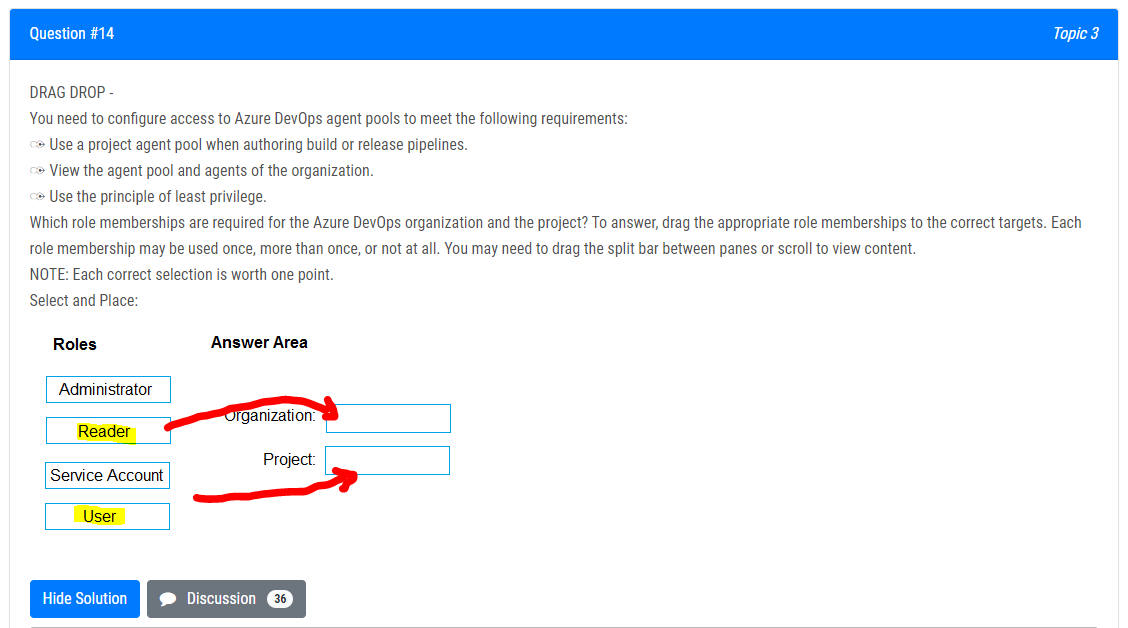 Question #14
Topic 3
DRAG DROP -
You need to configure access to Azure DevOps agent pools to meet the following requirements:
Use a project agent pool when authoring build or release pipelines.
View the agent pool and agents of the organization.
Use the principle of least privilege.
Which role memberships are required for the Azure DevOps organization and the project? To answer, drag the appropriate role memberships to the correct targets. Each
role membership may be used once, more than once, or not at all. You may need to drag the split bar between panes or scroll to view content.
NOTE: Each correct selection is worth one point.
Select and Place:
Roles
Answer Area
Administrator
Reader
Service Account
User
Organization:
Project:
Hide Solution
Discussion 36